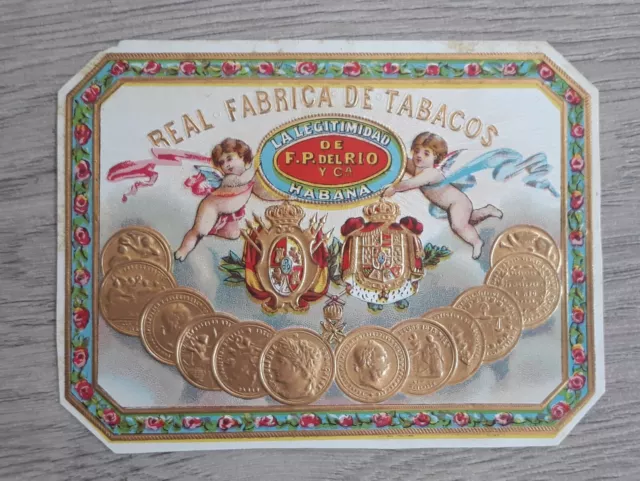 REAL FABRICA DE TABACOS
LA LEGITIMIDAD
DE
F.P. DEL RIO
Y Cª
HABANA